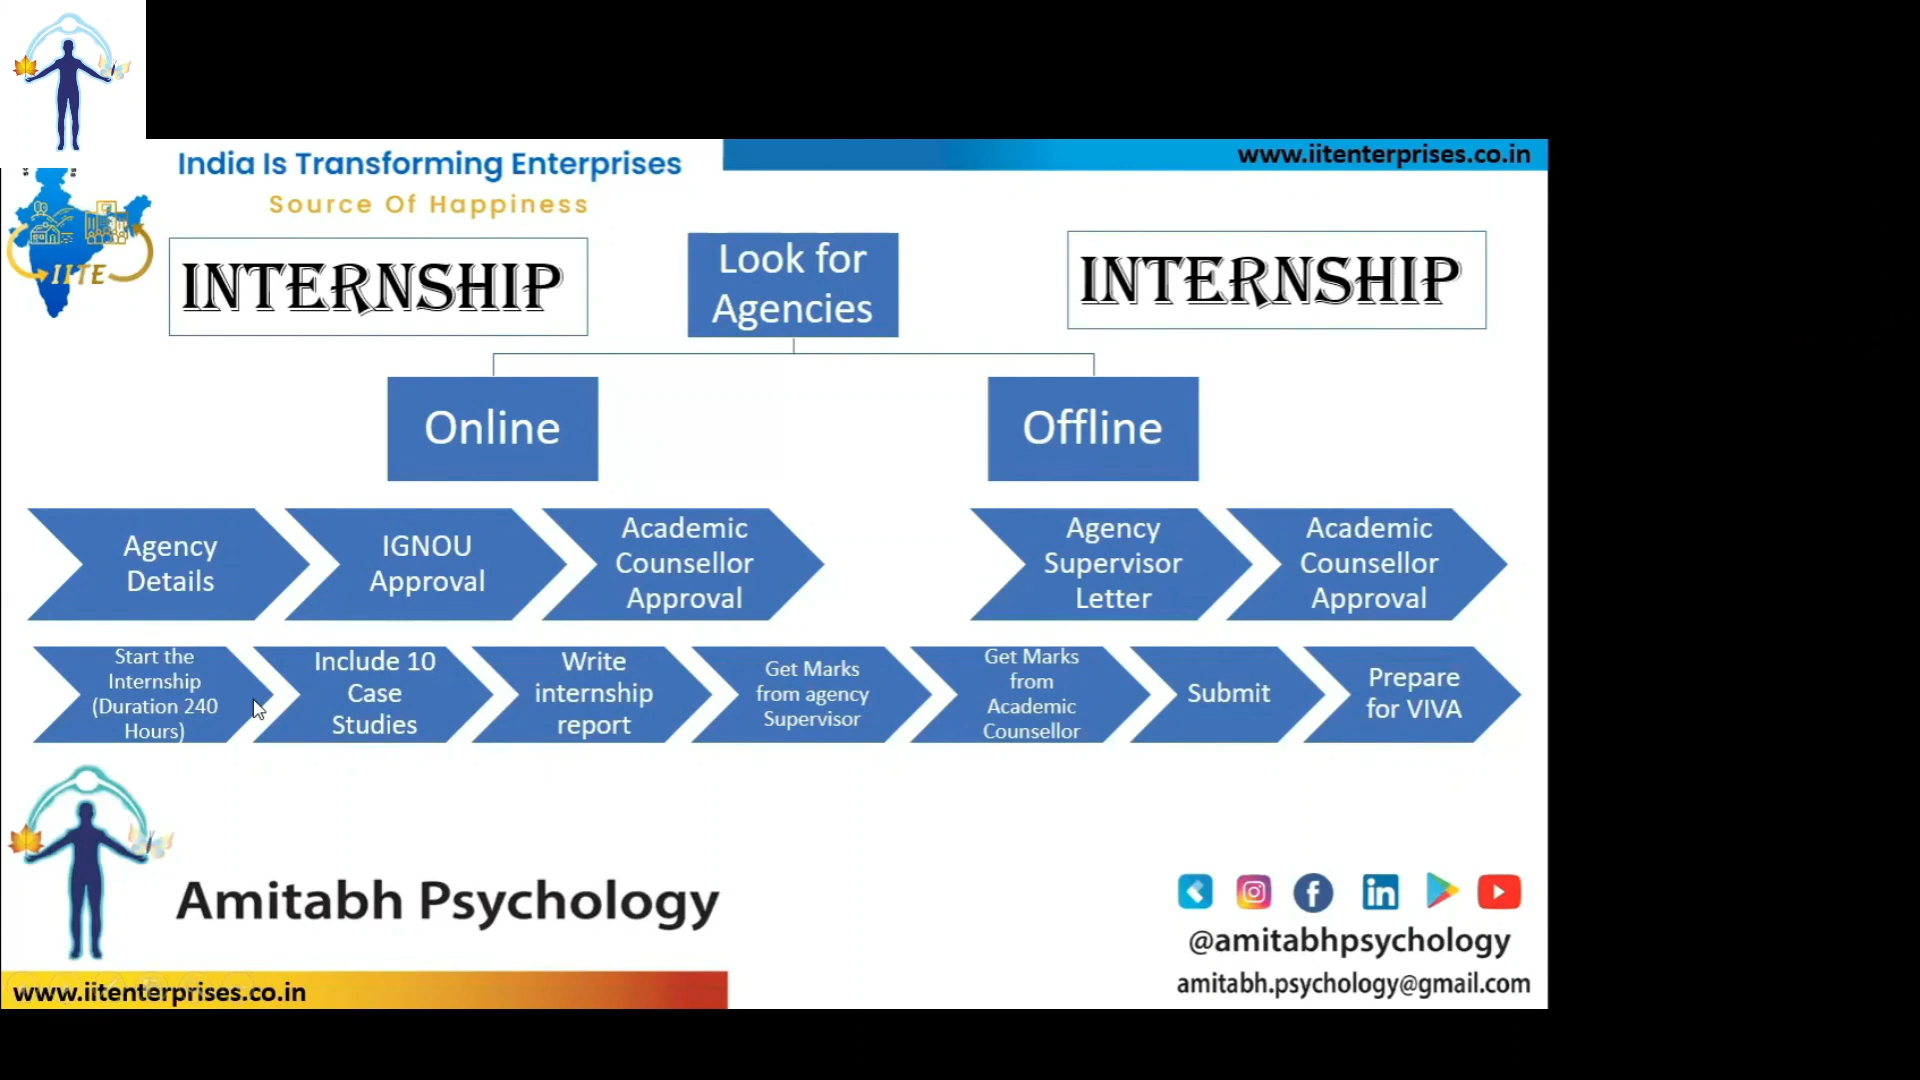 India Is Transforming Enterprises
www.iitenterprises.co.in
Source Of Happiness
IITE
INTERNSHIP
Look for
Agencies
INTERNSHIP
Online
Offline
Agency
Details
IGNOU
Approval
Academic
Counsellor
Approval
Agency
Supervisor
Letter
Academic
Counsellor
Approval
Start the
Internship
(Duration 240
Hours)
Include 10
Case
Studies
Write
internship
report
Get Marks
from agency
Supervisor
Get Marks
from
Academic
Counsellor
Submit
Prepare
for VIVA
Amitabh Psychology
@amitabhpsychology
amitabh.psychology@gmail.com
www.iitenterprises.co.in